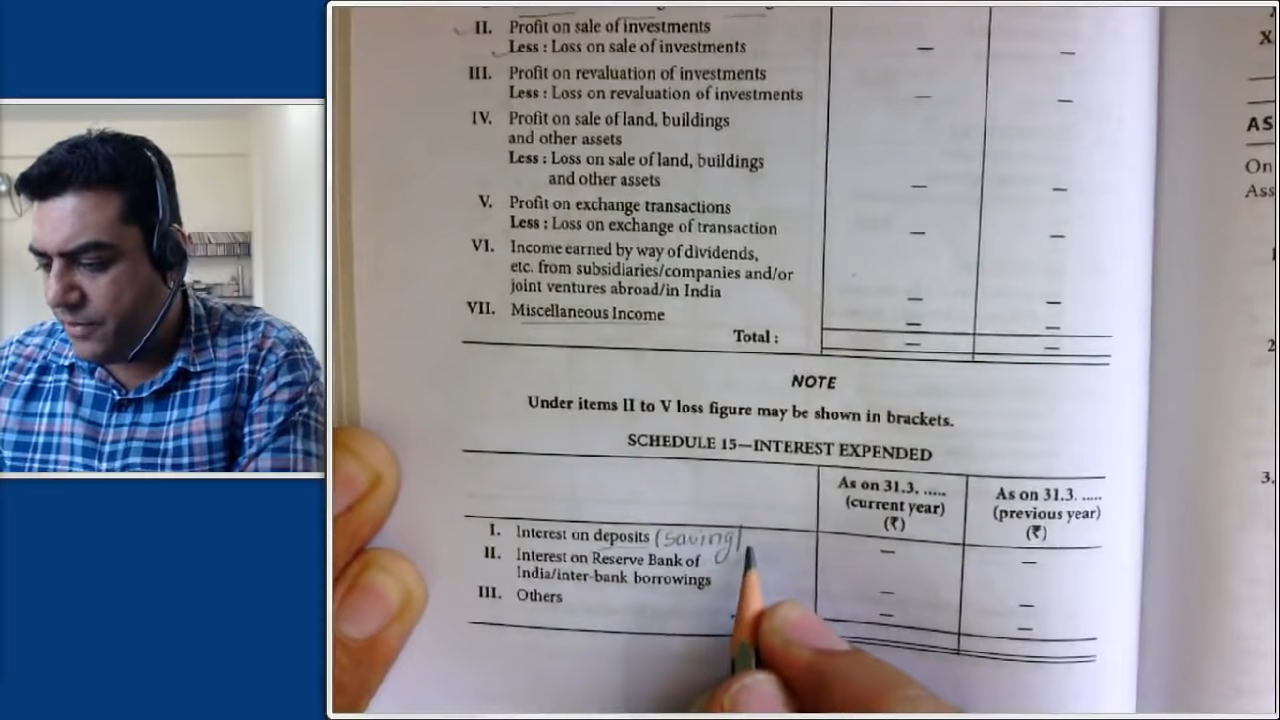 II. Profit on sale of investments
Less : Loss on sale of investments — —
III. Profit on revaluation of investments
Less : Loss on revaluation of investments — —
IV. Profit on sale of land, buildings
and other assets
Less : Loss on sale of land, buildings
and other assets — —
V. Profit on exchange transactions
Less : Loss on exchange of transaction — —
VI. Income earned by way of dividends,
etc. from subsidiaries/companies and/or
joint ventures abroad/in India — —
VII. Miscellaneous Income — —
Total : — —
NOTE
Under items II to V loss figure may be shown in brackets.
SCHEDULE 15—INTEREST EXPENDED
As on 31.3. ..... As on 31.3. .....
(current year) (previous year)
(₹) (₹)
I. Interest on deposits (saving) — —
II. Interest on Reserve Bank of
India/inter-bank borrowings — —
III. Others — —
X
AS
On
Ass
2
3.